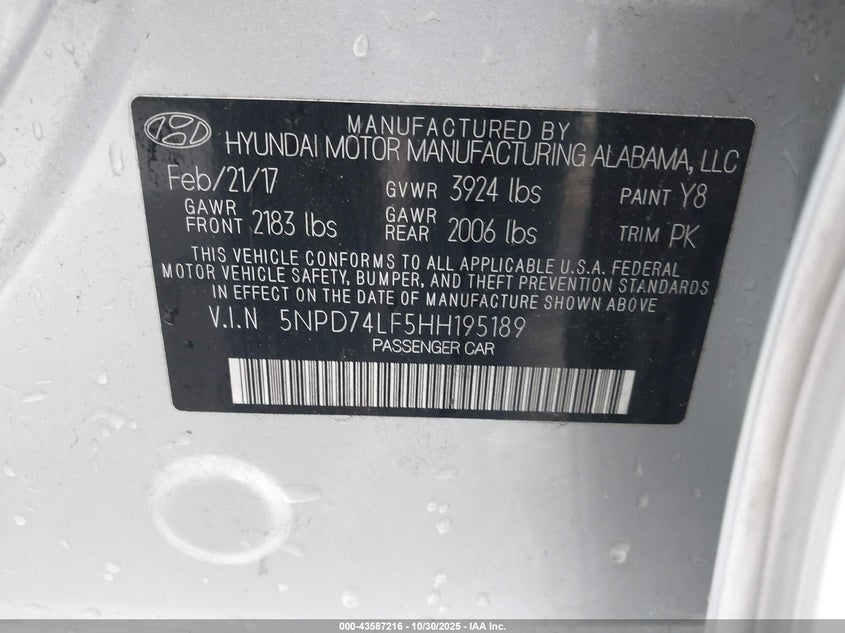 MANUFACTURED BY
HYUNDAI MOTOR MANUFACTURING ALABAMA, LLC
Feb/21/17 GVWR 3924 lbs PAINT Y8
GAWR FRONT 2183 lbs GAWR REAR 2006 lbs TRIM PK
THIS VEHICLE CONFORMS TO ALL APPLICABLE U.S.A. FEDERAL
MOTOR VEHICLE SAFETY, BUMPER, AND THEFT PREVENTION STANDARDS
IN EFFECT ON THE DATE OF MANUFACTURE SHOWN ABOVE
V.I.N 5NPD74LF5HH195189
PASSENGER CAR
000-43587216 - 10/30/2025 - IAA Inc.